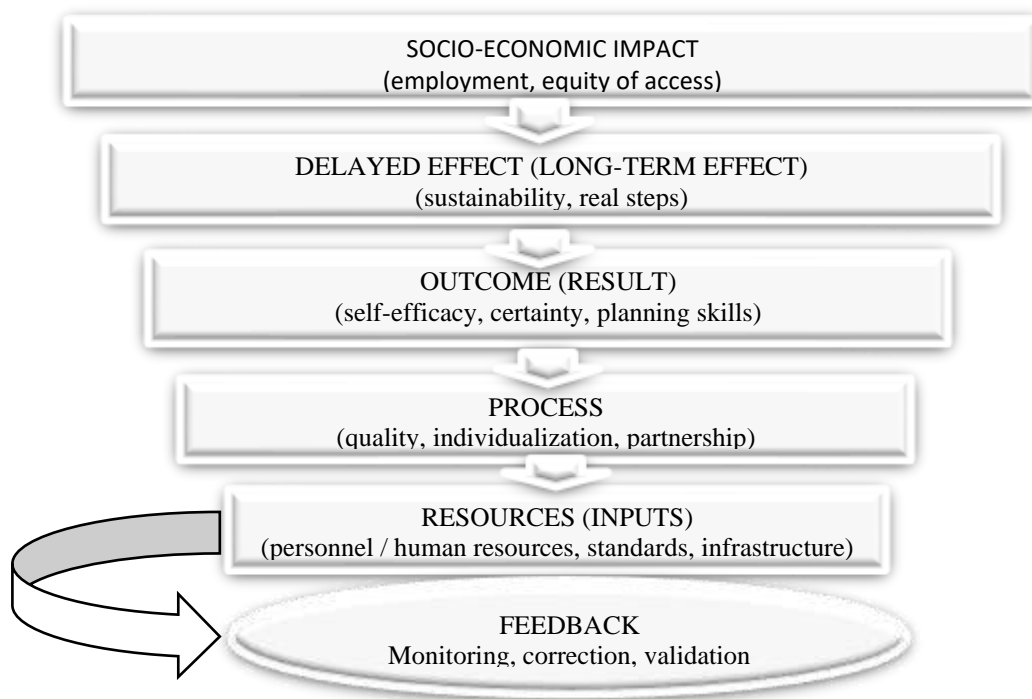 SOCIO-ECONOMIC IMPACT
(employment, equity of access)
DELAYED EFFECT (LONG-TERM EFFECT)
(sustainability, real steps)
OUTCOME (RESULT)
(self-efficacy, certainty, planning skills)
PROCESS
(quality, individualization, partnership)
RESOURCES (INPUTS)
(personnel / human resources, standards, infrastructure)
FEEDBACK
Monitoring, correction, validation